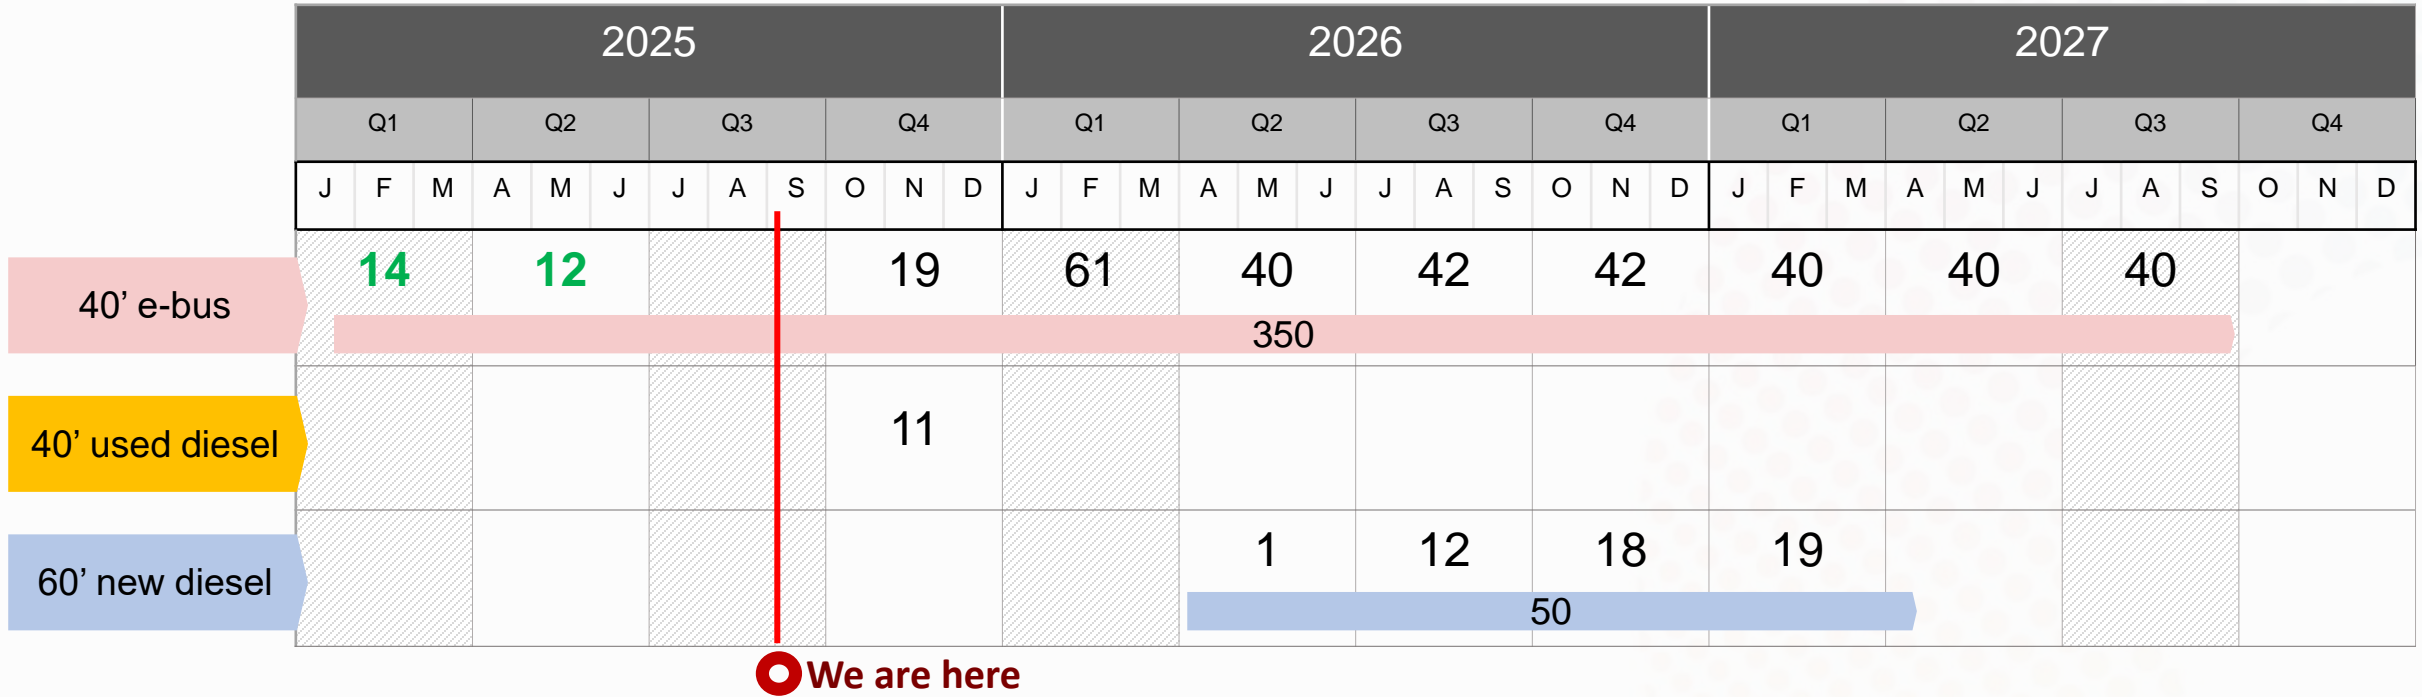 2025 2026 2027
Q1 Q2 Q3 Q4 Q1 Q2 Q3 Q4 Q1 Q2 Q3 Q4
J F M A M J J A S O N D J F M A M J J A S O N D J F M A M J J A S O N D
14 12 19 61 40 42 42 40 40 40
40’ e-bus
350
11
40’ used diesel
1 12 18 19
60’ new diesel
50
We are here